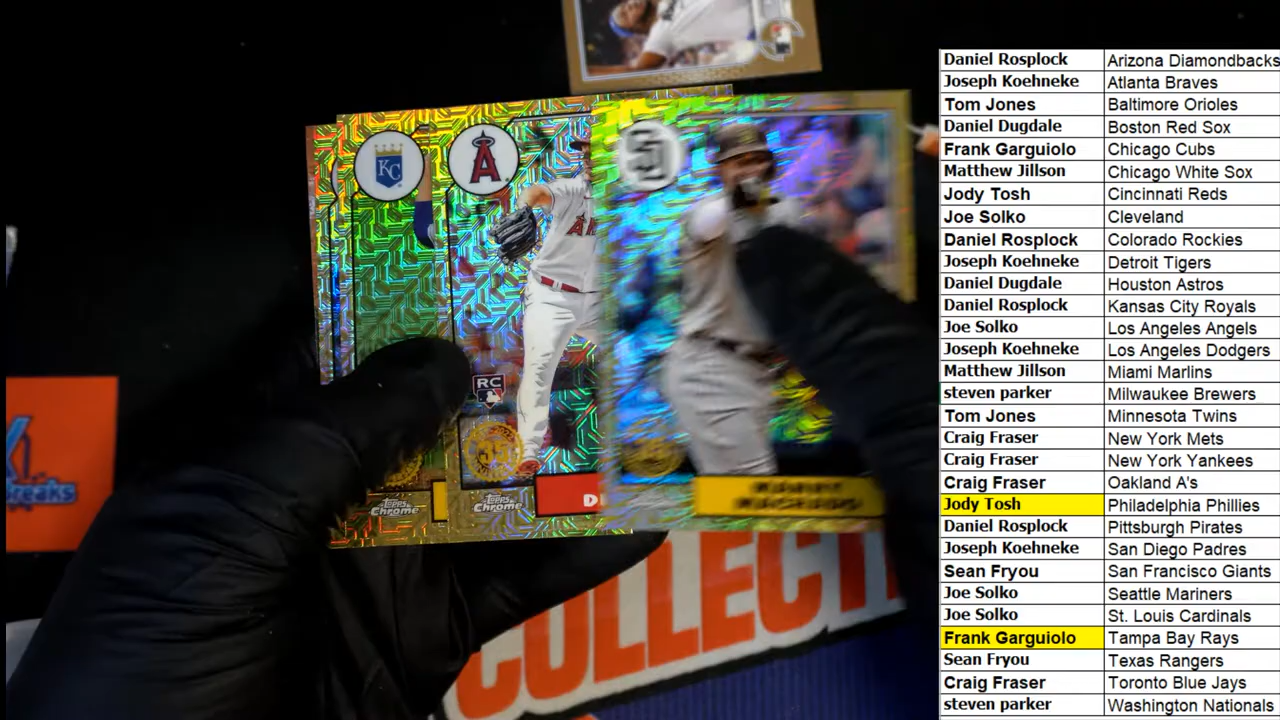 Daniel Rosplock Arizona Diamondbacks
Joseph Koehneke Atlanta Braves
Tom Jones Baltimore Orioles
Daniel Dugdale Boston Red Sox
Frank Garguiolo Chicago Cubs
Matthew Jillson Chicago White Sox
Jody Tosh Cincinnati Reds
Joe Solko Cleveland
Daniel Rosplock Colorado Rockies
Joseph Koehneke Detroit Tigers
Daniel Dugdale Houston Astros
Daniel Rosplock Kansas City Royals
Joe Solko Los Angeles Angels
Joseph Koehneke Los Angeles Dodgers
Matthew Jillson Miami Marlins
steven parker Milwaukee Brewers
Tom Jones Minnesota Twins
Craig Fraser New York Mets
Craig Fraser New York Yankees
Craig Fraser Oakland A's
Jody Tosh Philadelphia Phillies
Daniel Rosplock Pittsburgh Pirates
Joseph Koehneke San Diego Padres
Sean Fryou San Francisco Giants
Joe Solko Seattle Mariners
Joe Solko St. Louis Cardinals
Frank Garguiolo Tampa Bay Rays
Sean Fryou Texas Rangers
Craig Fraser Toronto Blue Jays
steven parker Washington Nationals
KC
A
SD
RC
35
Topps Chrome
Topps Chrome
D
MANNY
MACHADO
reaks
COLLECT